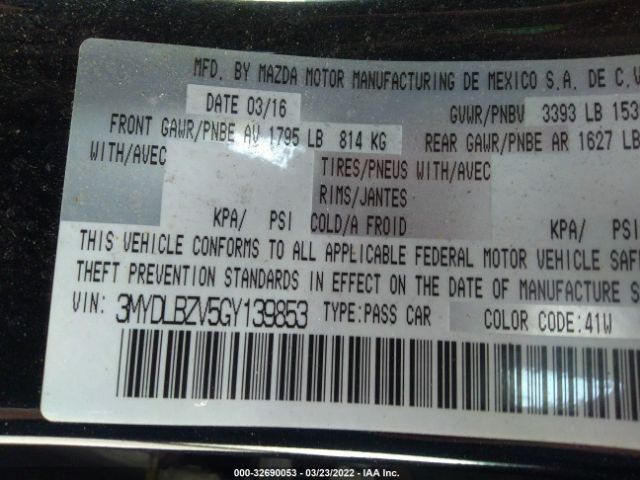 MFD. BY MAZDA MOTOR MANUFACTURING DE MEXICO S.A. DE C.V
DATE 03/16 GVWR/PNBV 3393 LB 153
FRONT GAWR/PNBE AV 1795 LB 814 KG REAR GAWR/PNBE AR 1627 LB
WITH/AVEC TIRES/PNEUS WITH/AVEC
RIMS/JANTES
KPA/ PSI COLD/A FROID KPA/ PSI
THIS VEHICLE CONFORMS TO ALL APPLICABLE FEDERAL MOTOR VEHICLE SAF
THEFT PREVENTION STANDARDS IN EFFECT ON THE DATE OF MANUFAC
VIN: 3MYDLBZV5GY139853 TYPE:PASS CAR COLOR CODE:41W
000-32690053 - 03/23/2022 - IAA Inc.